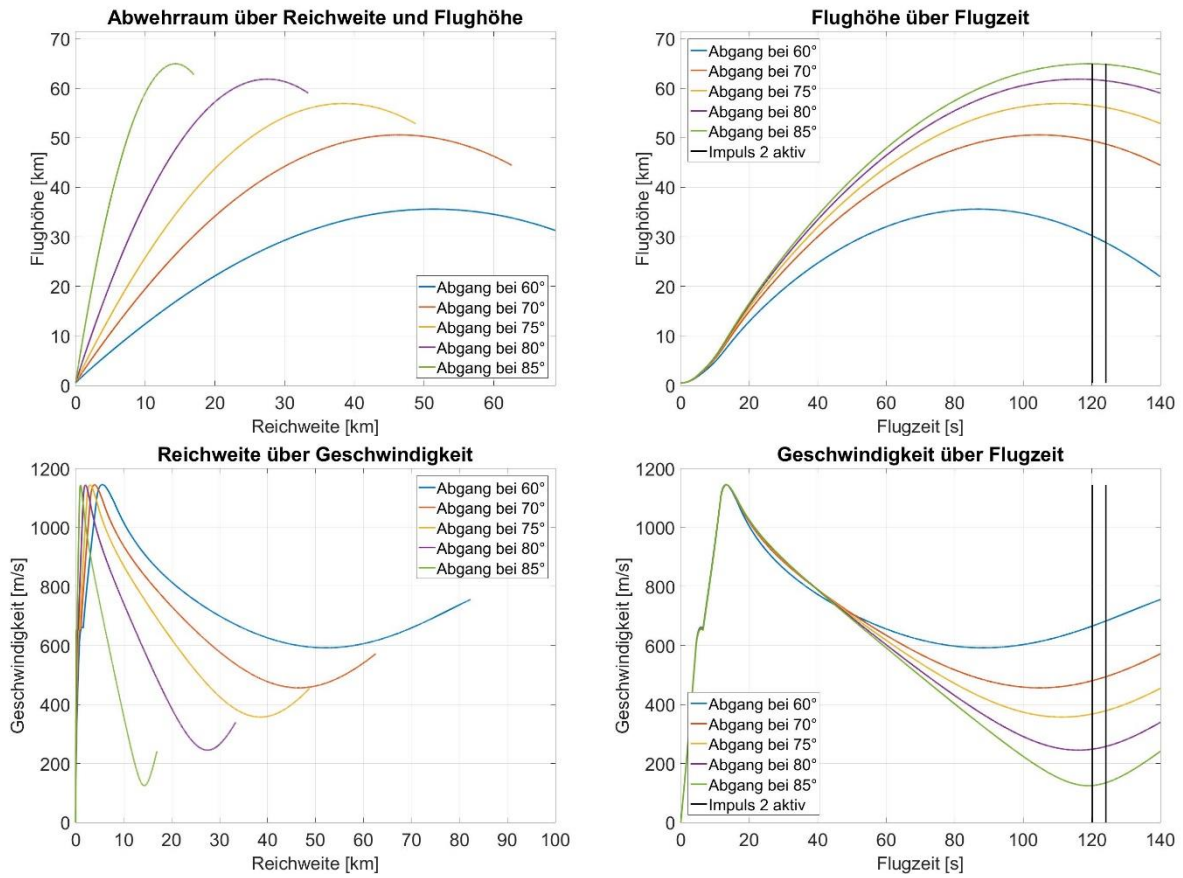 Abwehrraum über Reichweite und Flughöhe
Flughöhe [km]
70
60
50
40
30
20
10
0
0 10 20 30 40 50 60
Reichweite [km]
Abgang bei 60°
Abgang bei 70°
Abgang bei 75°
Abgang bei 80°
Abgang bei 85°
Flughöhe über Flugzeit
Flughöhe [km]
70
60
50
40
30
20
10
0
0 20 40 60 80 100 120 140
Flugzeit [s]
Abgang bei 60°
Abgang bei 70°
Abgang bei 75°
Abgang bei 80°
Abgang bei 85°
Impuls 2 aktiv
Reichweite über Geschwindigkeit
Geschwindigkeit [m/s]
1200
1000
800
600
400
200
0
0 10 20 30 40 50 60 70 80 90 100
Reichweite [km]
Abgang bei 60°
Abgang bei 70°
Abgang bei 75°
Abgang bei 80°
Abgang bei 85°
Geschwindigkeit über Flugzeit
Geschwindigkeit [m/s]
1200
1000
800
600
400
200
0
0 20 40 60 80 100 120 140
Flugzeit [s]
Abgang bei 60°
Abgang bei 70°
Abgang bei 75°
Abgang bei 80°
Abgang bei 85°
Impuls 2 aktiv